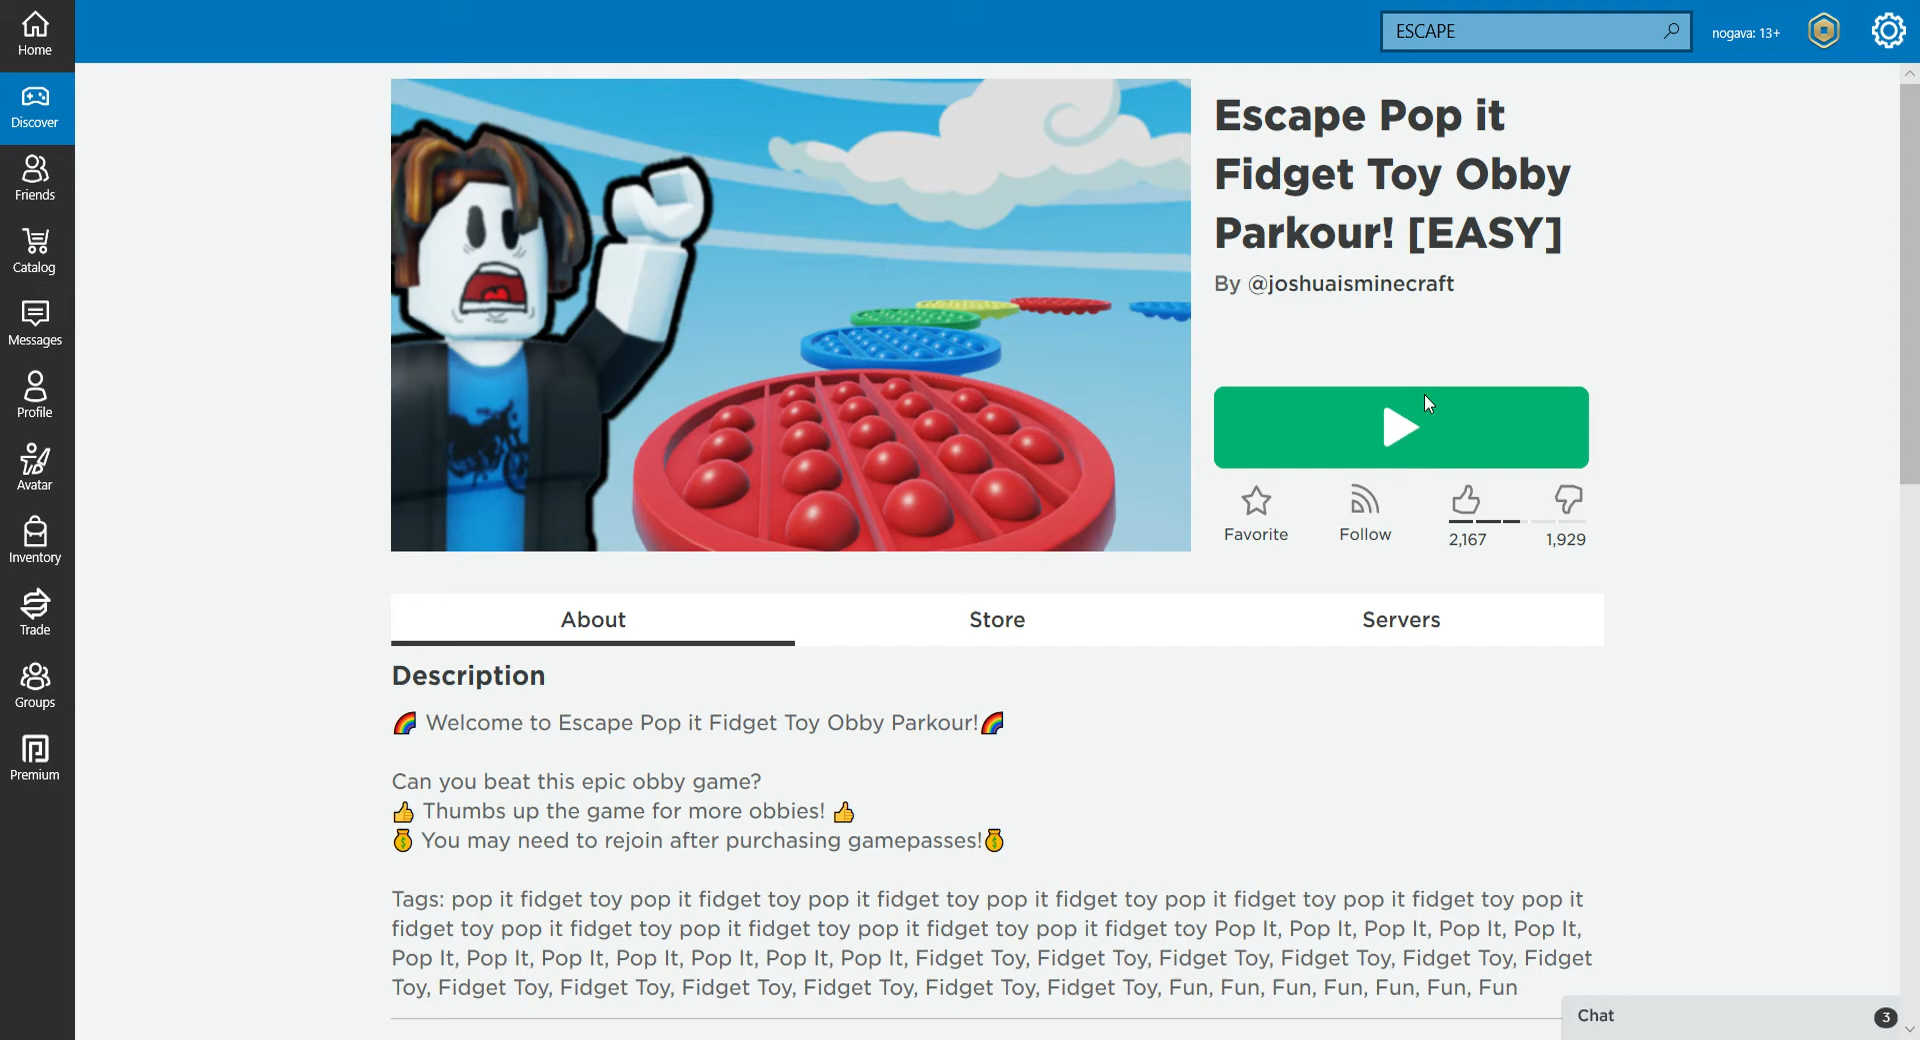 Home
Discover
Friends
Catalog
Messages
Profile
Avatar
Inventory
Trade
Groups
Premium
ESCAPE
nogava: 13+
Escape Pop it
Fidget Toy Obby
Parkour! [EASY]
By @joshuaisminecraft
Favorite
Follow
2,167
1,929
About
Store
Servers
Description
🌈 Welcome to Escape Pop it Fidget Toy Obby Parkour!🌈
Can you beat this epic obby game?
👍 Thumbs up the game for more obbies! 👍
💰 You may need to rejoin after purchasing gamepasses!💰
Tags: pop it fidget toy pop it fidget toy pop it fidget toy pop it fidget toy pop it fidget toy pop it fidget toy pop it
fidget toy pop it fidget toy pop it fidget toy pop it fidget toy pop it fidget toy Pop It, Pop It, Pop It, Pop It, Pop It,
Pop It, Pop It, Pop It, Pop It, Pop It, Pop It, Pop It, Fidget Toy, Fidget Toy, Fidget Toy, Fidget Toy, Fidget Toy, Fidget
Toy, Fidget Toy, Fidget Toy, Fidget Toy, Fidget Toy, Fidget Toy, Fidget Toy, Fun, Fun, Fun, Fun, Fun, Fun, Fun
Chat
3